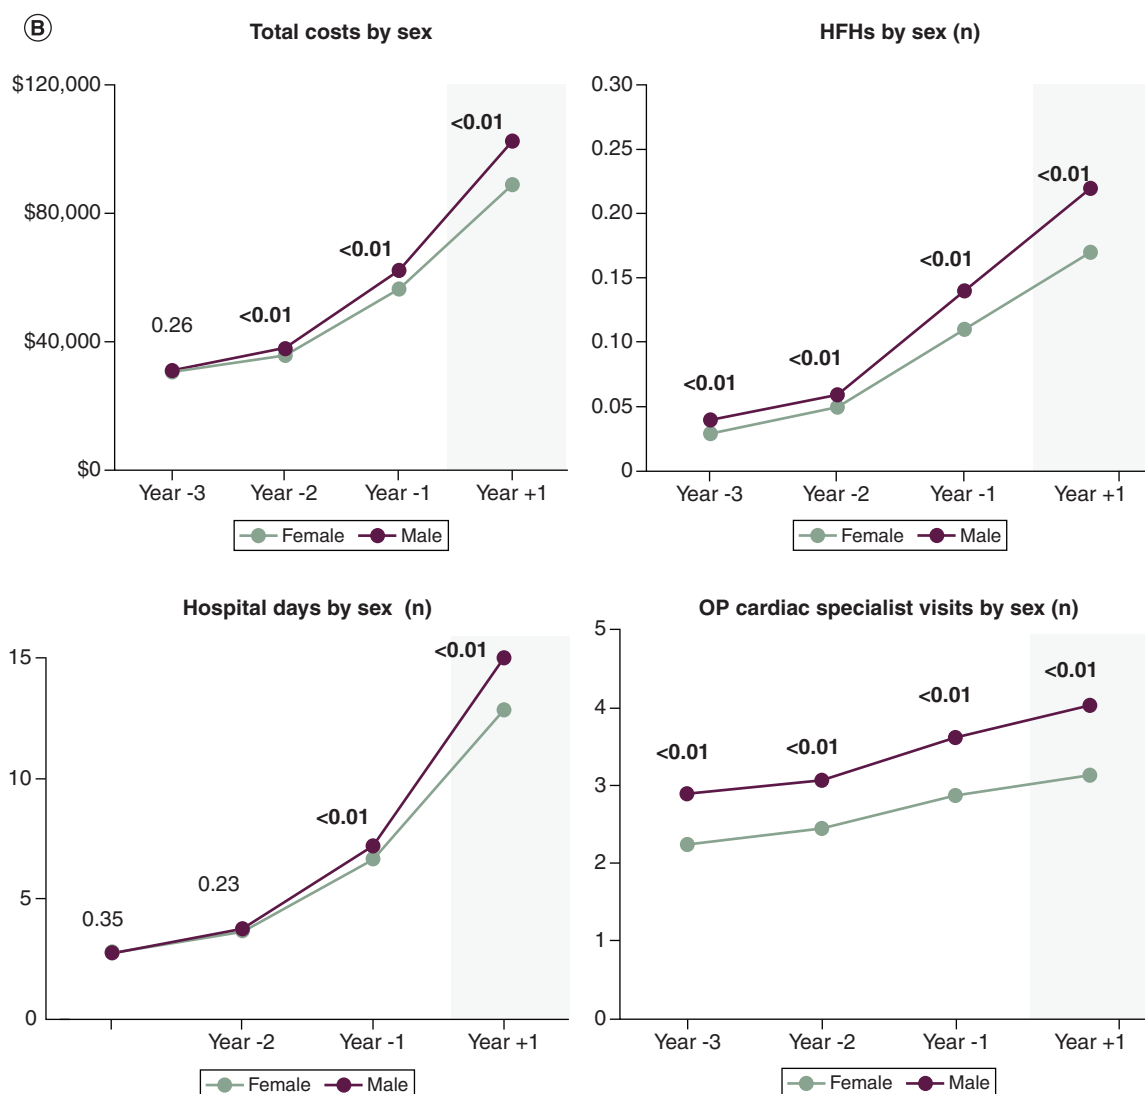 B
Total costs by sex
$120,000
$80,000
$40,000
$0
0.26
<0.01
<0.01
<0.01
Year -3 Year -2 Year -1 Year +1
Female Male
HFHs by sex (n)
0.30
0.25
0.20
0.15
0.10
0.05
0
<0.01
<0.01
<0.01
<0.01
Year -3 Year -2 Year -1 Year +1
Female Male
Hospital days by sex (n)
15
10
5
0
0.35
0.23
<0.01
<0.01
Year -2 Year -1 Year +1
Female Male
OP cardiac specialist visits by sex (n)
5
4
3
2
1
0
<0.01
<0.01
<0.01
<0.01
Year -3 Year -2 Year -1 Year +1
Female Male